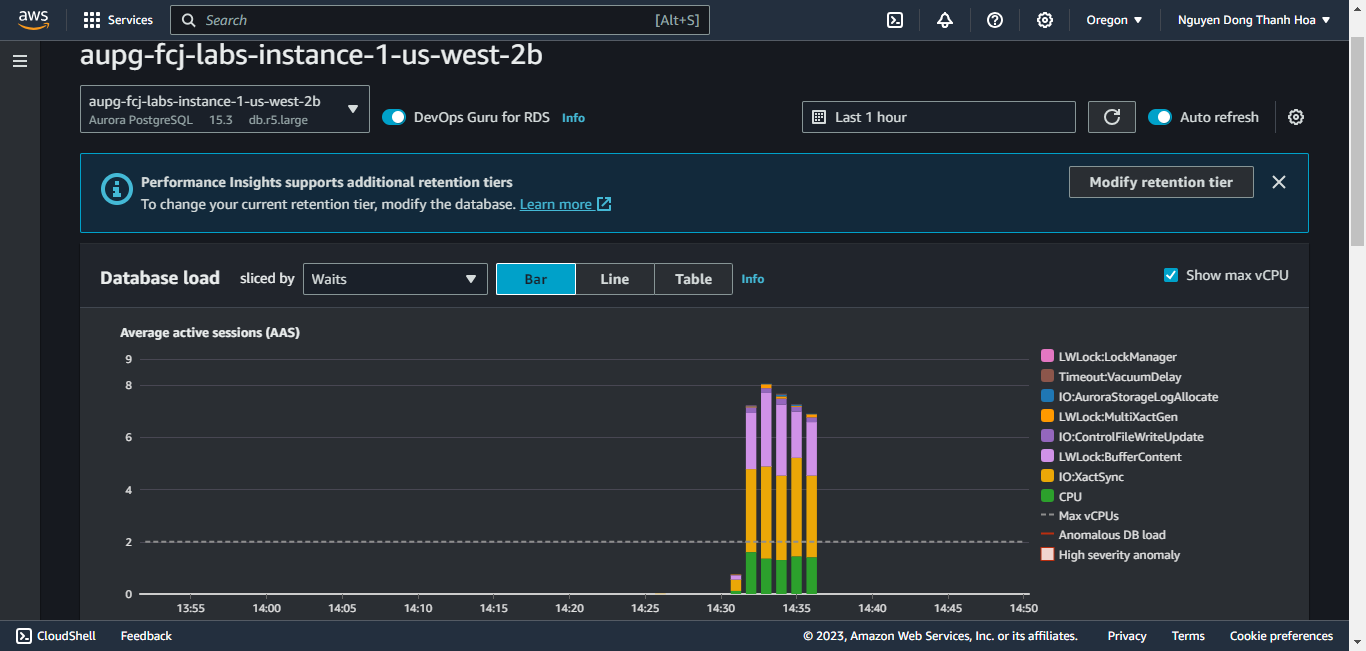 aws Services Search [Alt+S] Oregon Nguyen Dong Thanh Hoa
aupg-fcj-labs-instance-1-us-west-2b
aupg-fcj-labs-instance-1-us-west-2b
Aurora PostgreSQL 15.3 db.r5.large
DevOps Guru for RDS Info
Last 1 hour
Auto refresh
Performance Insights supports additional retention tiers
To change your current retention tier, modify the database. Learn more
Modify retention tier
Database load sliced by Waits Bar Line Table Info Show max vCPU
Average active sessions (AAS)
9
8
6
4
2
0
13:55 14:00 14:05 14:10 14:15 14:20 14:25 14:30 14:35 14:40 14:45 14:50
LWLock:LockManager
Timeout:VacuumDelay
IO:AuroraStorageLogAllocate
LWLock:MultiXactGen
IO:ControlFileWriteUpdate
LWLock:BufferContent
IO:XactSync
CPU
Max vCPUs
Anomalous DB load
High severity anomaly
CloudShell Feedback © 2023, Amazon Web Services, Inc. or its affiliates. Privacy Terms Cookie preferences